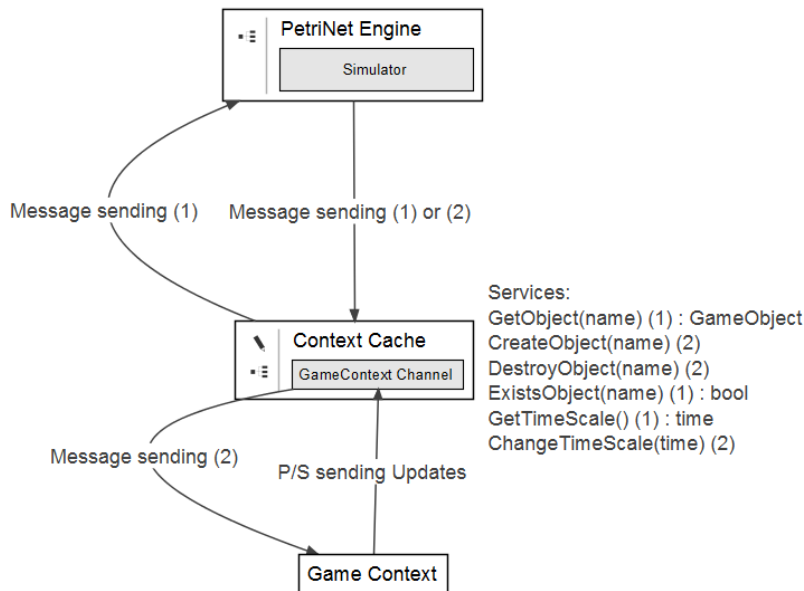 PetriNet Engine
Simulator
Message sending (1)
Message sending (1) or (2)
Services:
GetObject(name) (1) : GameObject
CreateObject(name) (2)
DestroyObject(name) (2)
ExistsObject(name) (1) : bool
GetTimeScale() (1) : time
ChangeTimeScale(time) (2)
Context Cache
GameContext Channel
Message sending (2)
P/S sending Updates
Game Context